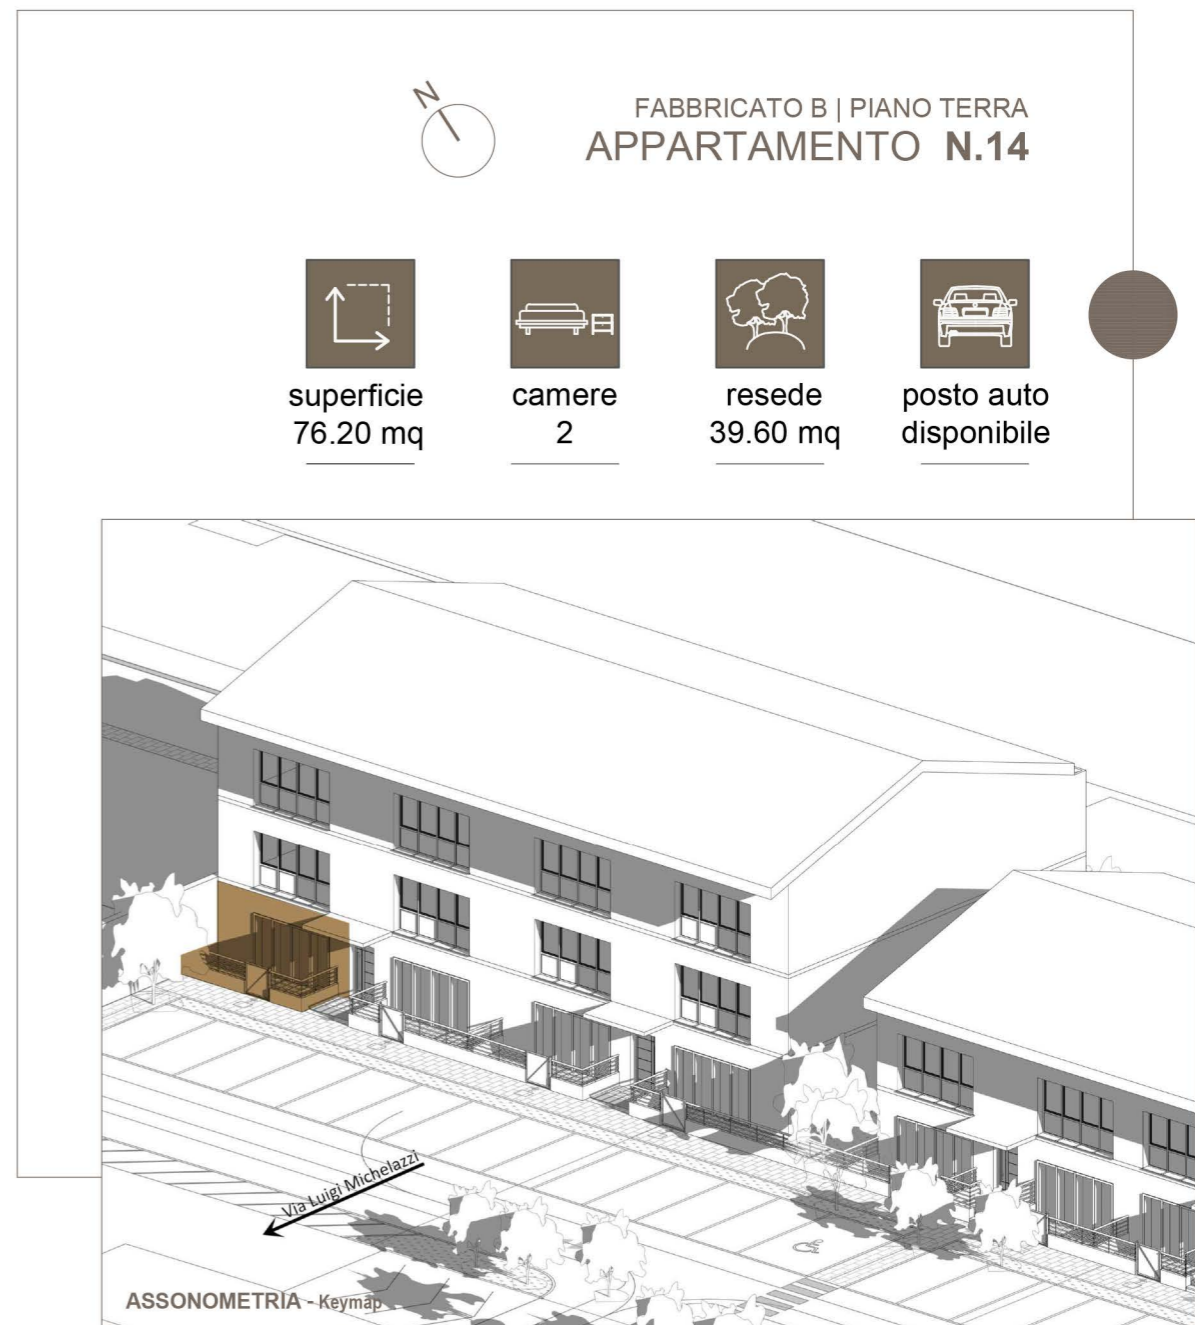 N
FABBRICATO B | PIANO TERRA
APPARTAMENTO N.14
superficie
76.20 mq
camere
2
resede
39.60 mq
posto auto
disponibile
Via Luigi Michelazzi
ASSONOMETRIA - Keymap